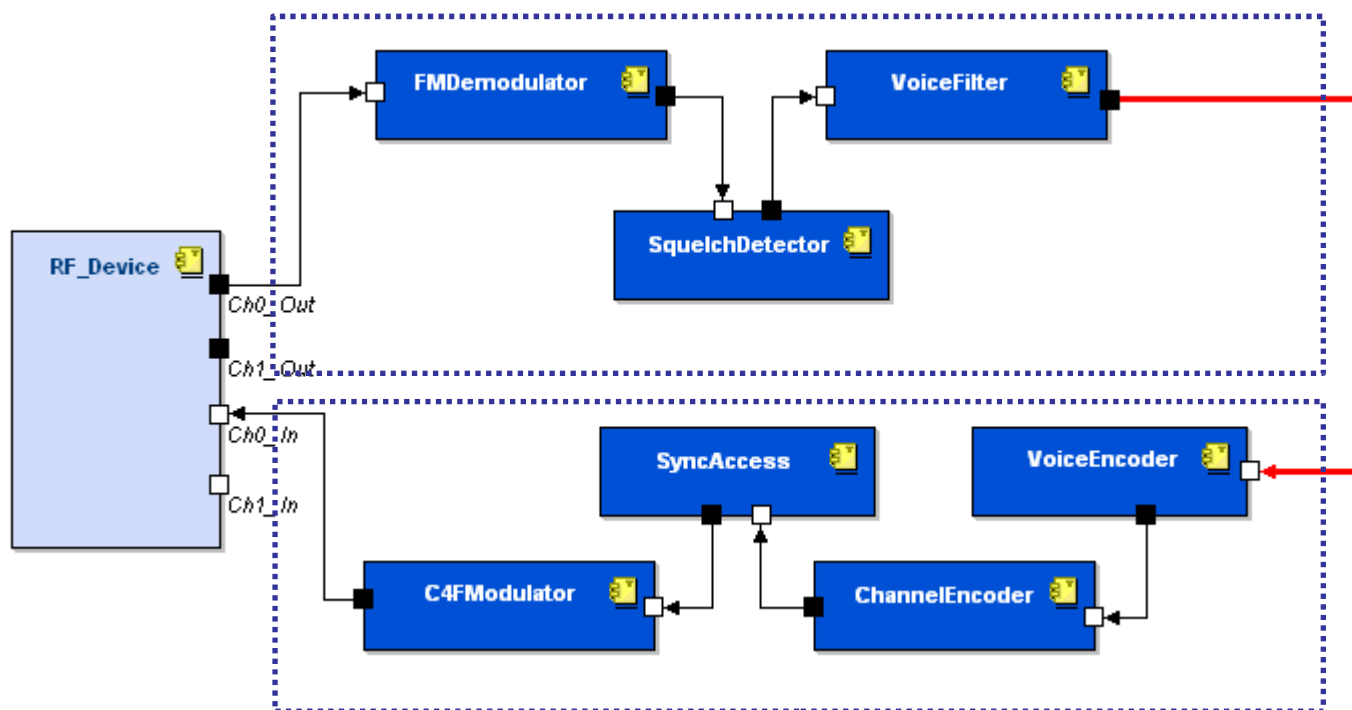 FMDemodulator
VoiceFilter
SquelchDetector
RF_Device
Ch0_Out
Ch1_Out
Ch0_In
Ch1_In
SyncAccess
VoiceEncoder
C4FModulator
ChannelEncoder